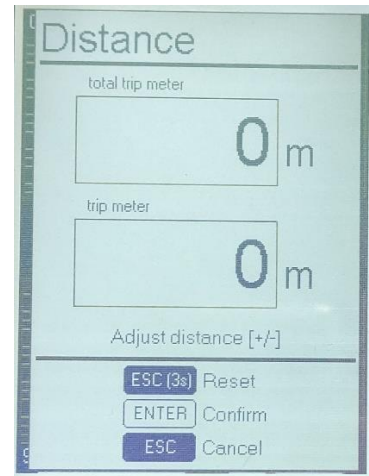 Distance
total trip meter
0 m
trip meter
0 m
Adjust distance [+/-]
ESC (3s) Reset
ENTER Confirm
ESC Cancel